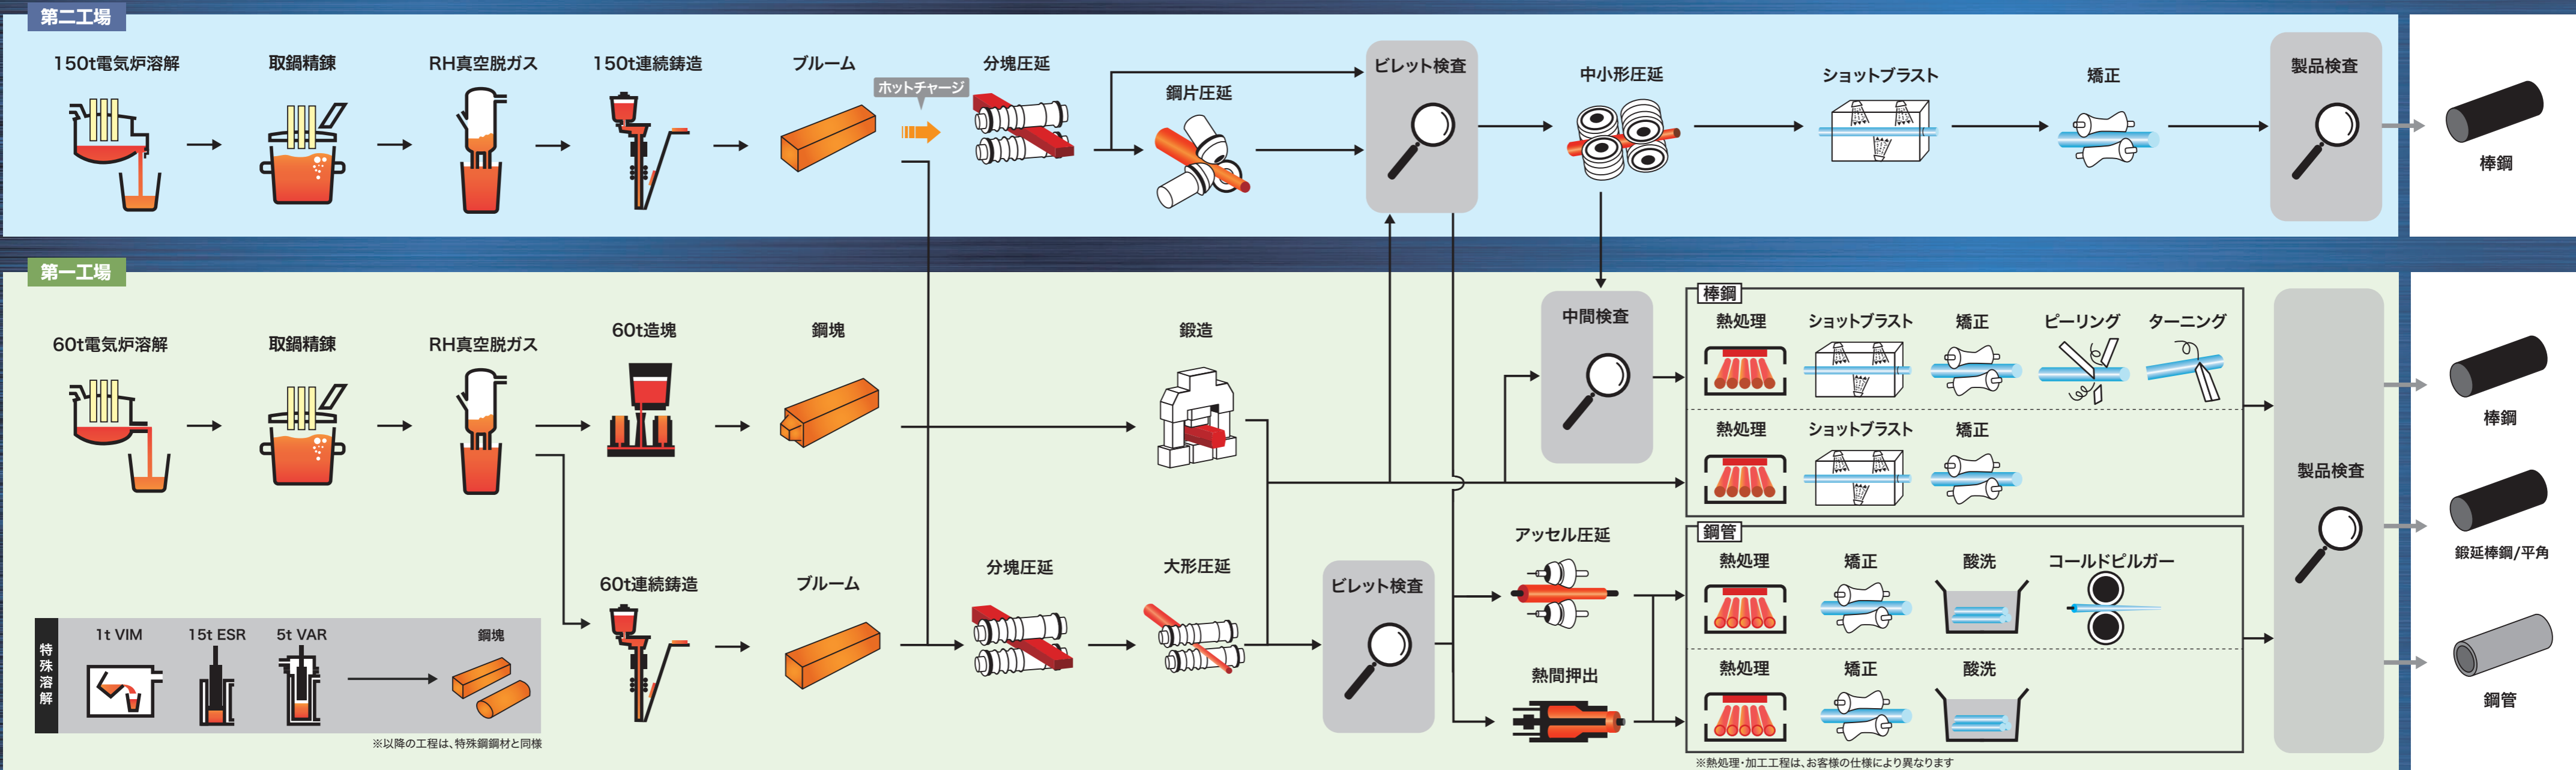 第二工場
150t電気炉溶解
取鍋精錬
RH真空脱ガス
150t連続鋳造
ブルーム
ホットチャージ
分塊圧延
鋼片圧延
ビレット検査
中小形圧延
ショットブラスト
矯正
製品検査
棒鋼
第一工場
60t電気炉溶解
取鍋精錬
RH真空脱ガス
60t造塊
鋼塊
鍛造
中間検査
棒鋼
熱処理
ショットブラスト
矯正
ピーリング
ターニング
熱処理
ショットブラスト
矯正
60t連続鋳造
ブルーム
分塊圧延
大形圧延
ビレット検査
アッセル圧延
熱間押出
鋼管
熱処理
矯正
酸洗
コールドピルガー
熱処理
矯正
酸洗
製品検査
棒鋼
鍛延棒鋼/平角
鋼管
特殊溶解
1t VIM
15t ESR
5t VAR
鋼塊
※以降の工程は、特殊鋼鋼材と同様
※熱処理・加工工程は、お客様の仕様により異なります